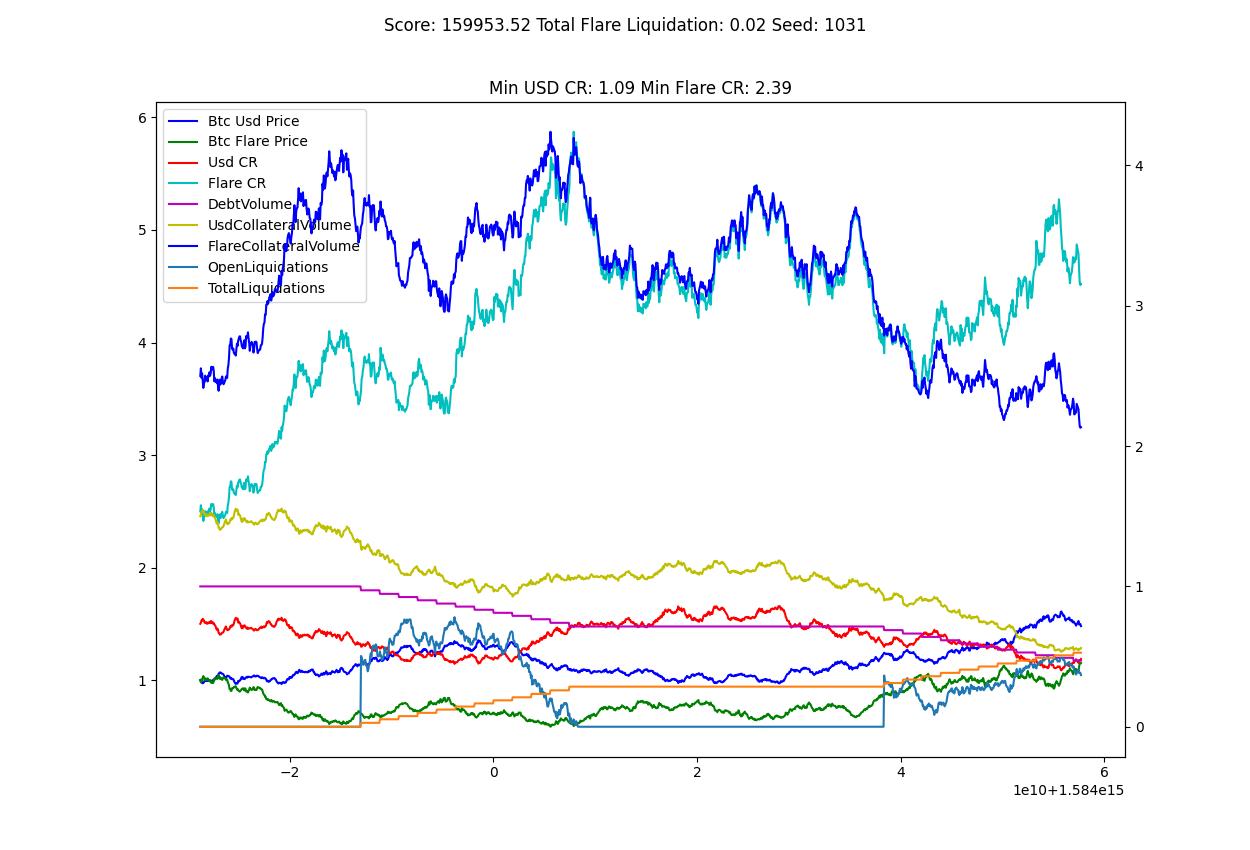 Score: 159953.52 Total Flare Liquidation: 0.02 Seed: 1031
Min USD CR: 1.09 Min Flare CR: 2.39
Btc Usd Price
Btc Flare Price
Usd CR
Flare CR
DebtVolume
UsdCollateralVolume
FlareCollateralVolume
OpenLiquidations
TotalLiquidations
6
5
4
3
2
1
4
3
2
1
0
−2
0
2
4
6
1e10+1.584e15